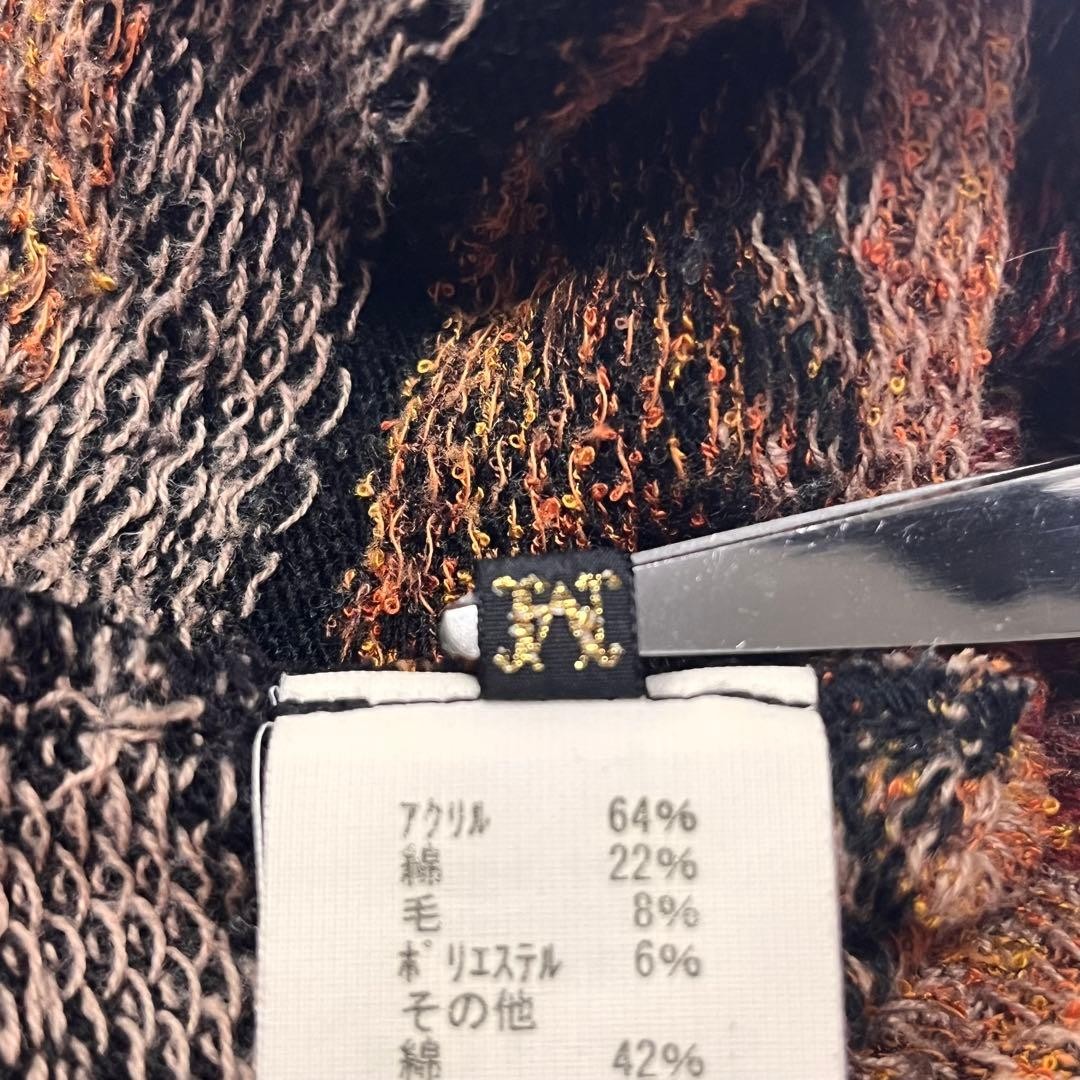 M
アクリル 64%
綿 22%
毛 8%
ポリエステル 6%
その他
綿 42%